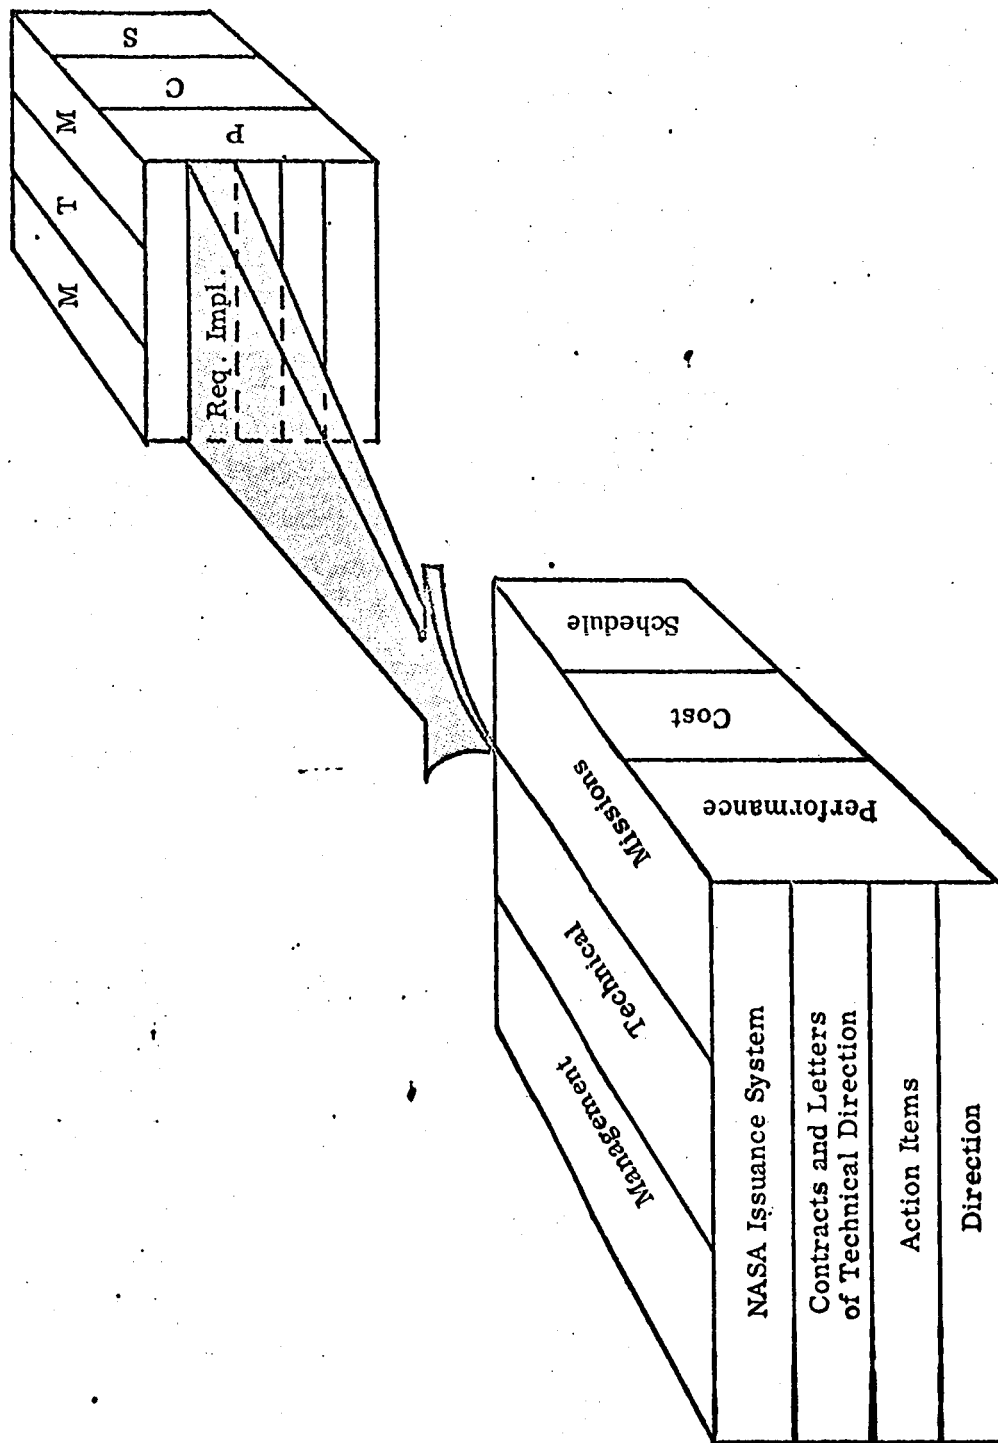 M
T
M
S
C
P
Req. Impl.
Management
Technical
Missions
Schedule
Cost
Performance
NASA Issuance System
Contracts and Letters
of Technical Direction
Action Items
Direction